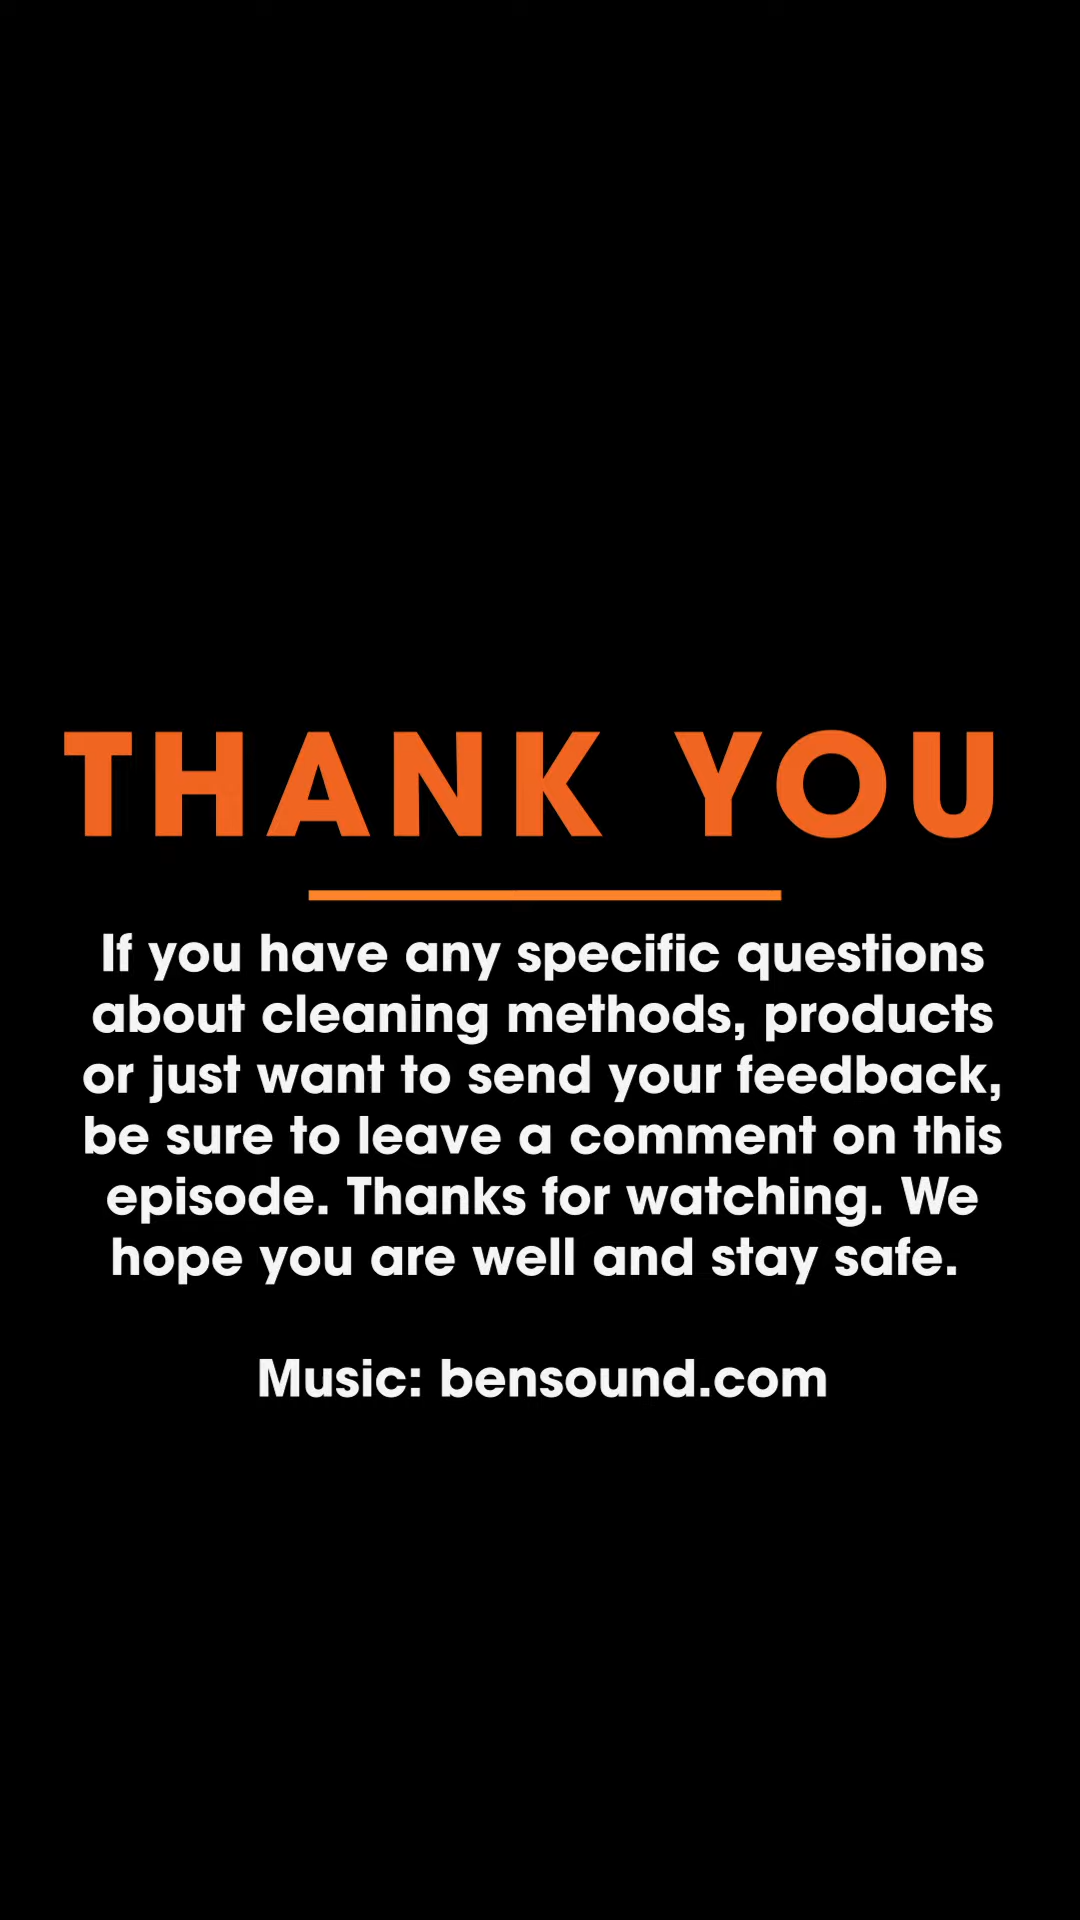 THANK YOU
If you have any specific questions
about cleaning methods, products
or just want to send your feedback,
be sure to leave a comment on this
episode. Thanks for watching. We
hope you are well and stay safe.
Music: bensound.com